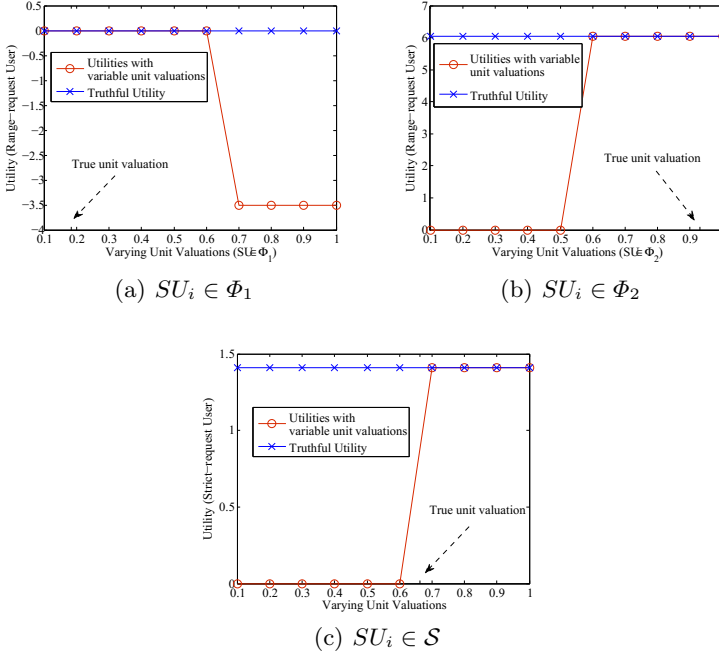 0.5
0
−0.5
−1
−1.5
−2
−2.5
−3
−3.5
−4
Utility (Range−request User)
Utilities with
variable unit valuations
Truthful Utility
True unit valuation
0.1 0.2 0.3 0.4 0.5 0.6 0.7 0.8 0.9 1
Varying Unit Valuations (SU∈Φ1)
(a) SUi ∈ Φ1
7
6
5
4
3
2
1
0
Utility (Range−request User)
Utilities with variable
unit valuations
Truthful Utility
True unit valuation
0.1 0.2 0.3 0.4 0.5 0.6 0.7 0.8 0.9 1
Varying Unit Valuations (SU∈Φ2)
(b) SUi ∈ Φ2
1.5
1
0.5
0
Utility (Strict−request User)
Utilities with
variable unit valuations
Truthful Utility
True unit valuation
0.1 0.2 0.3 0.4 0.5 0.6 0.7 0.8 0.9 1
Varying Unit Valuations
(c) SUi ∈ S